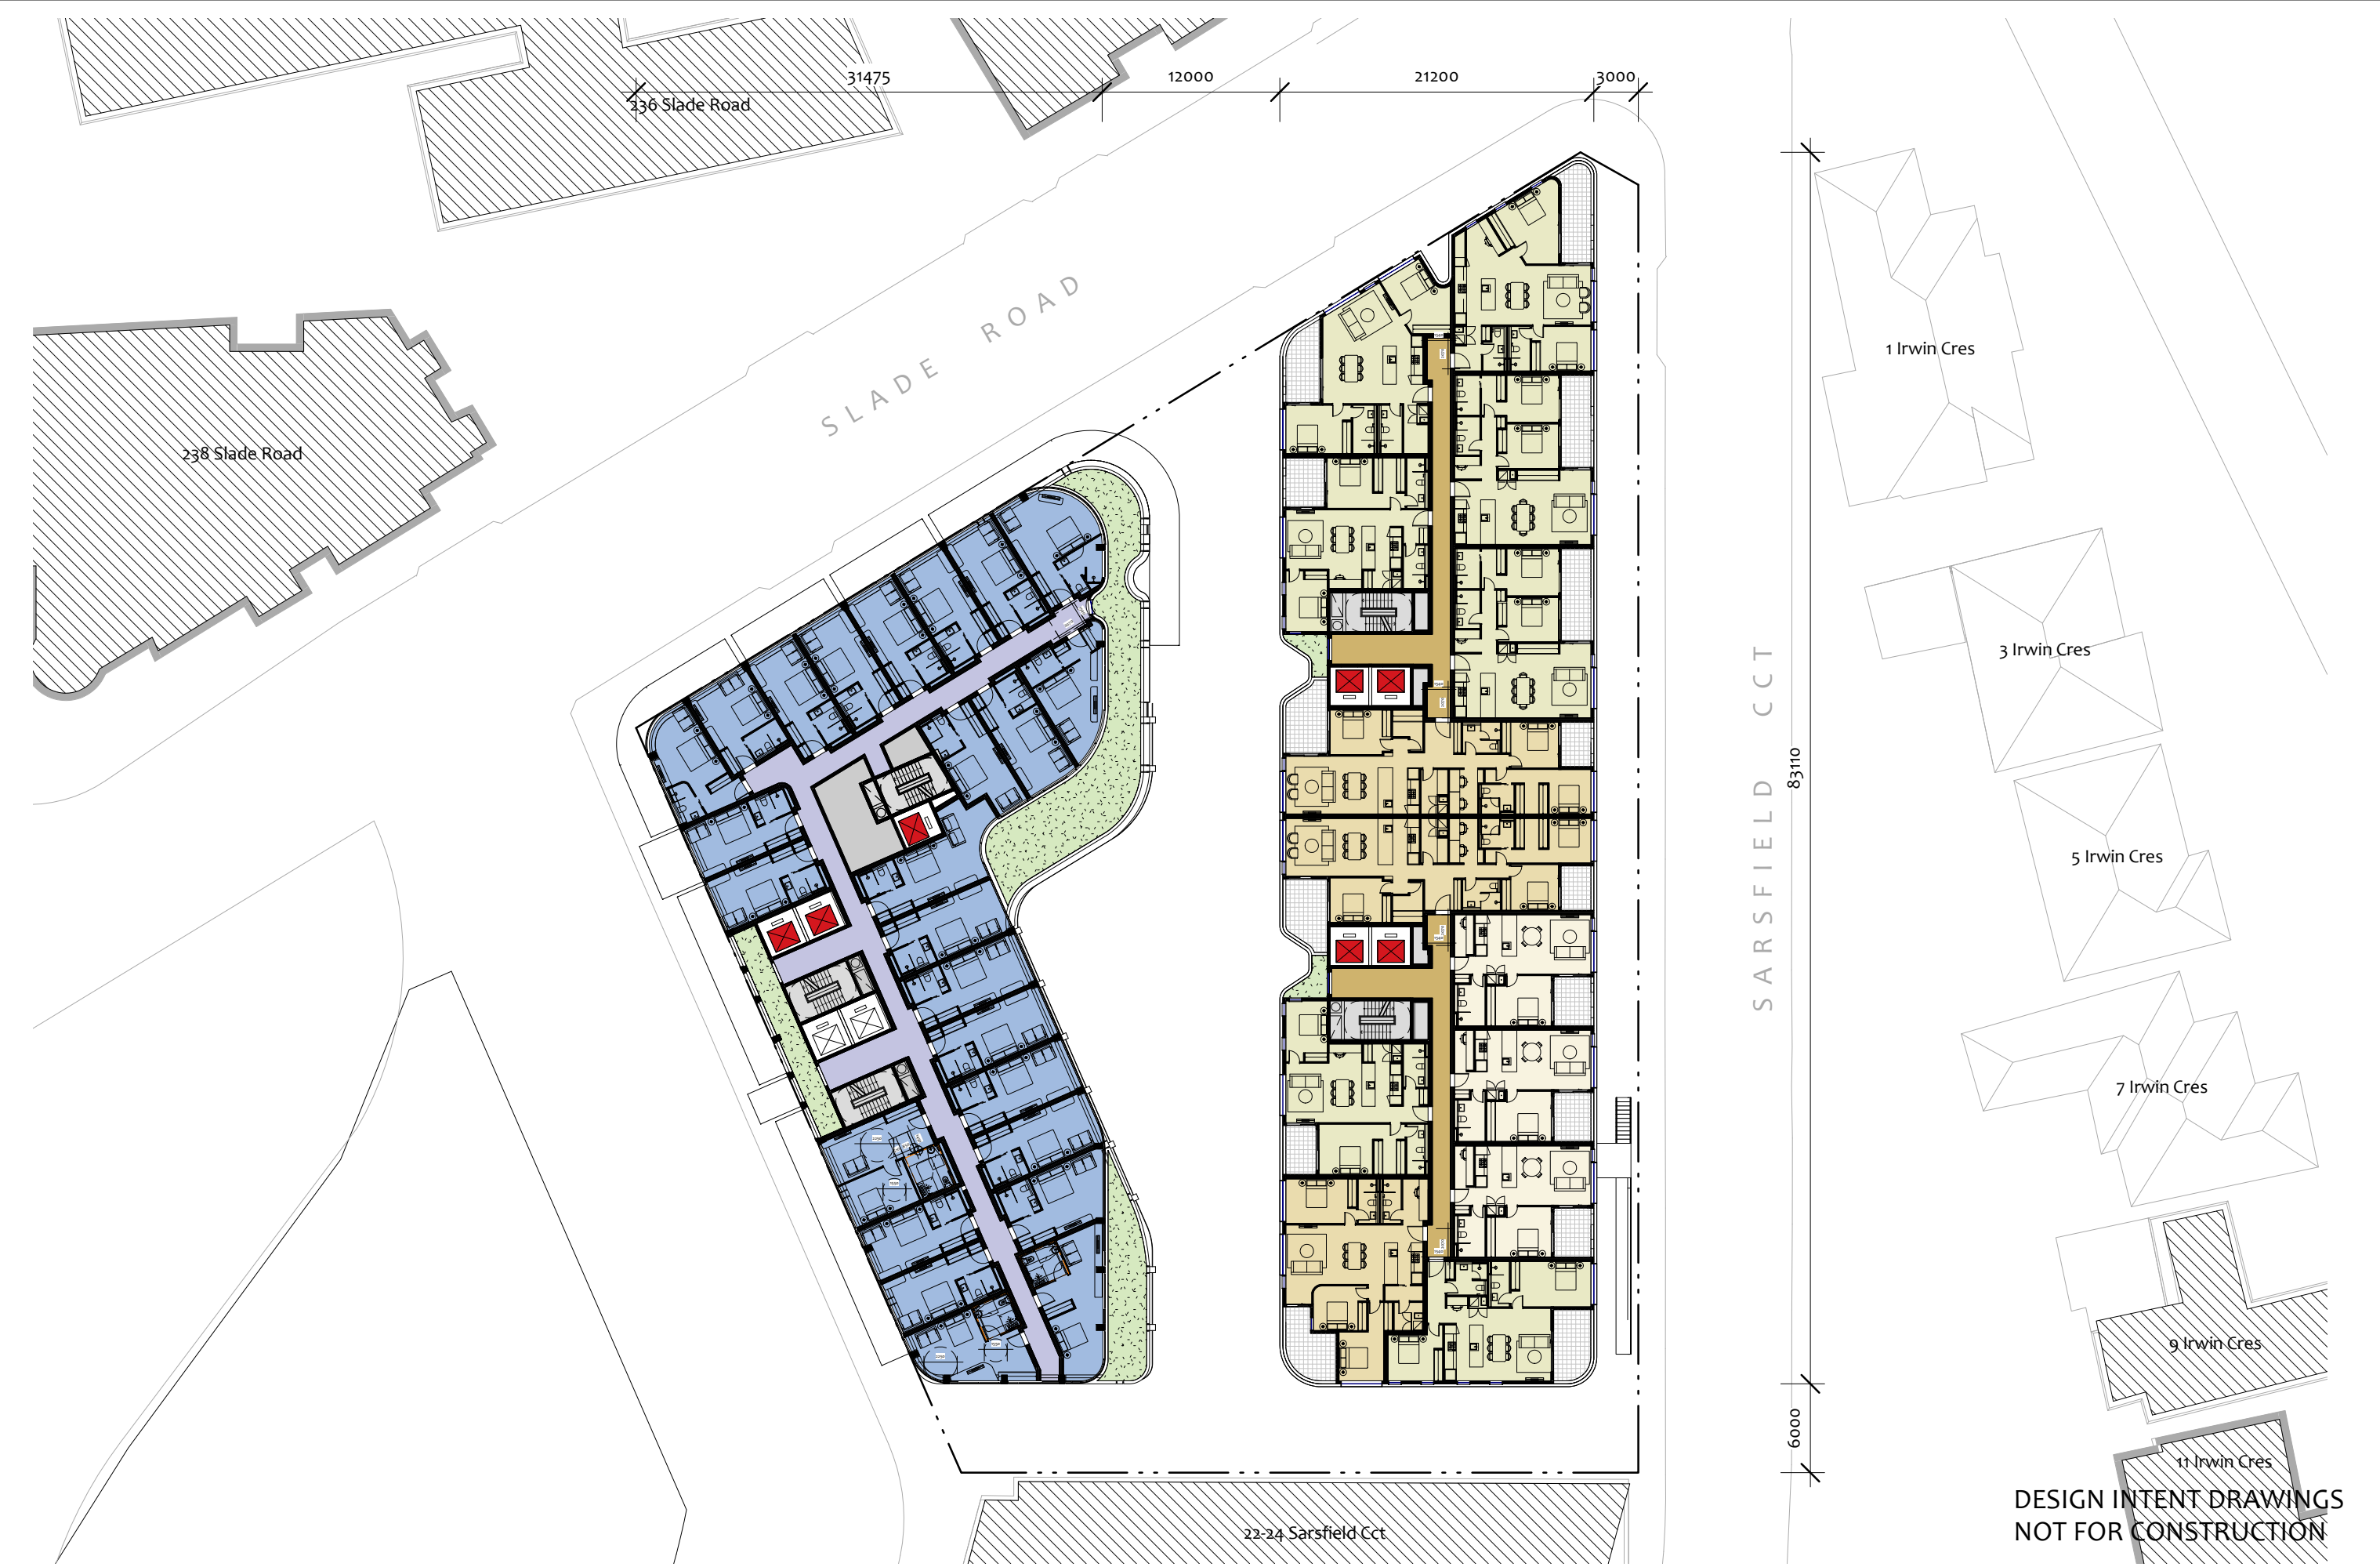 31475
12000
21200
3000
236 Slade Road
SLADE ROAD
238 Slade Road
1 Irwin Cres
3 Irwin Cres
SARSFIELD CCT
83110
5 Irwin Cres
7 Irwin Cres
9 Irwin Cres
6000
11 Irwin Cres
22-24 Sarsfield Cct
DESIGN INTENT DRAWINGS
NOT FOR CONSTRUCTION